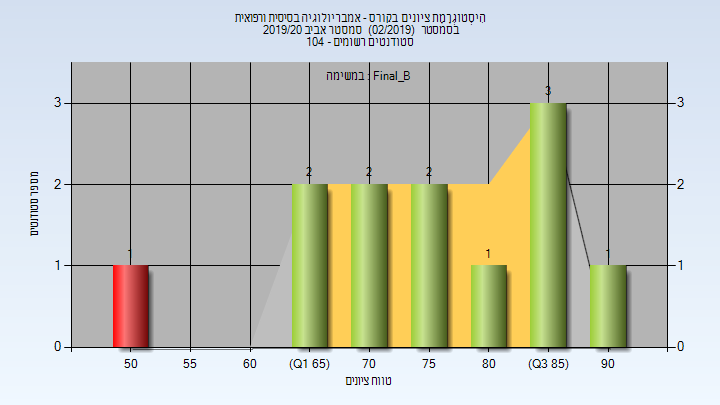 היסטוגרמת ציונים בקורס - אמבריולוגיה בסיסית ורפואית
בסמסטר (02/2019) סמסטר אביב 2019/20
סטודנטים רשומים - 104
במשימה : Final_B
מספר סטודנטים
3 3
2 2
1 1
0 0
1 2 2 2 1 3 1
50 55 60 (Q1 65) 70 75 80 (Q3 85) 90
טווח ציונים